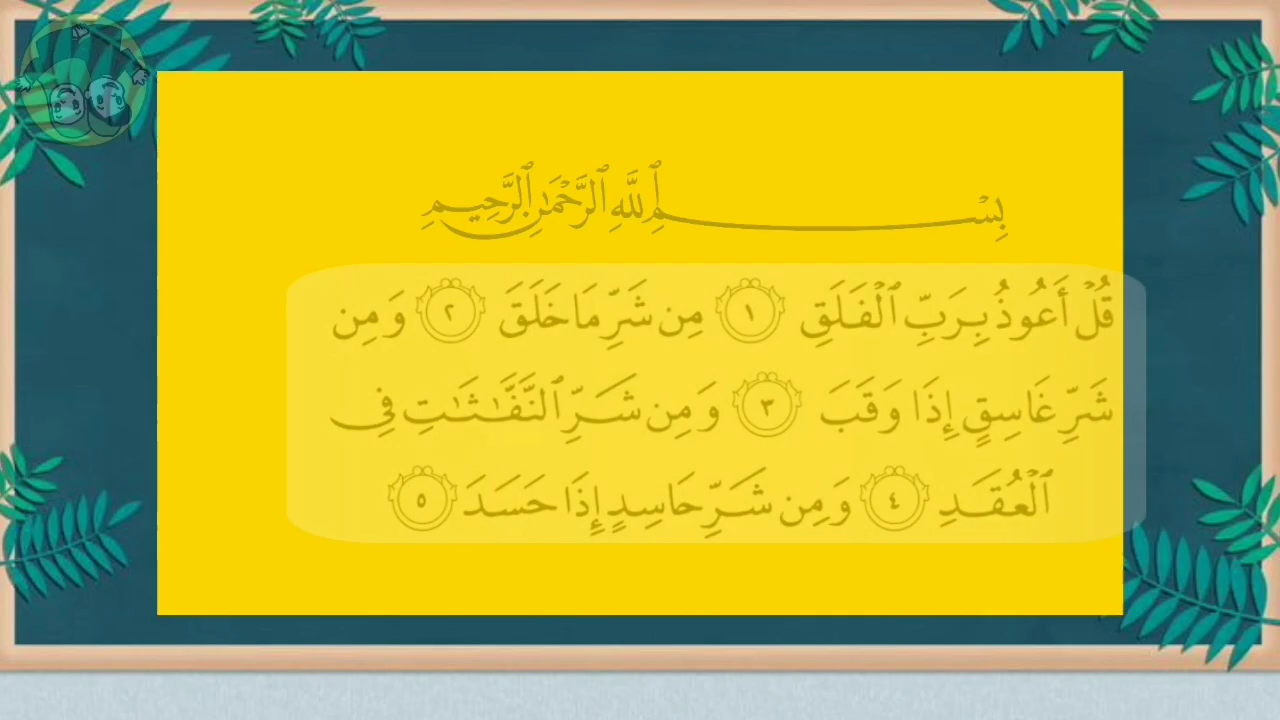 بِسْمِ ٱللَّهِ ٱلرَّحْمَٰنِ ٱلرَّحِيمِ
قُلْ أَعُوذُ بِرَبِّ ٱلْفَلَقِ ١ مِن شَرِّ مَا خَلَقَ ٢ وَمِن
شَرِّ غَاسِقٍ إِذَا وَقَبَ ٣ وَمِن شَرِّ ٱلنَّفَّٰثَٰتِ فِى
ٱلْعُقَدِ ٤ وَمِن شَرِّ حَاسِدٍ إِذَا حَسَدَ ٥